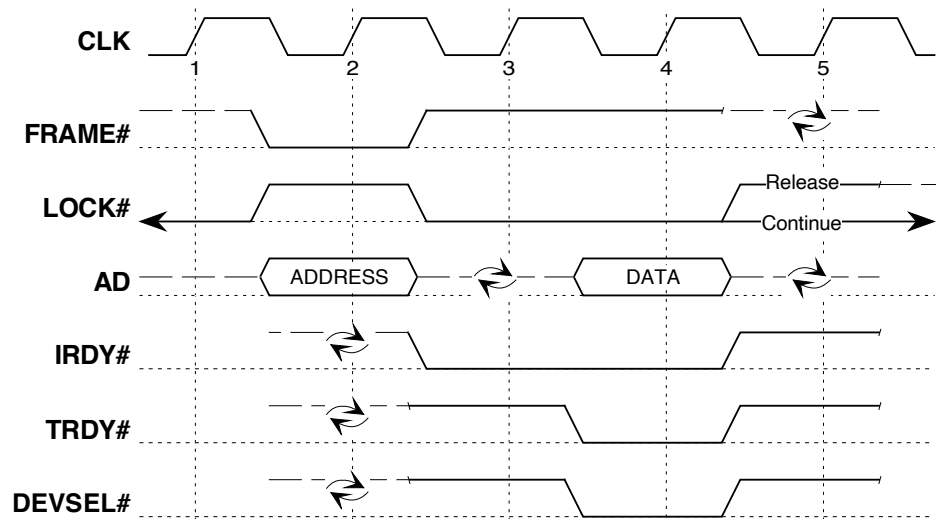 CLK
1 2 3 4 5
FRAME#
LOCK#
Release
Continue
AD
ADDRESS
DATA
IRDY#
TRDY#
DEVSEL#